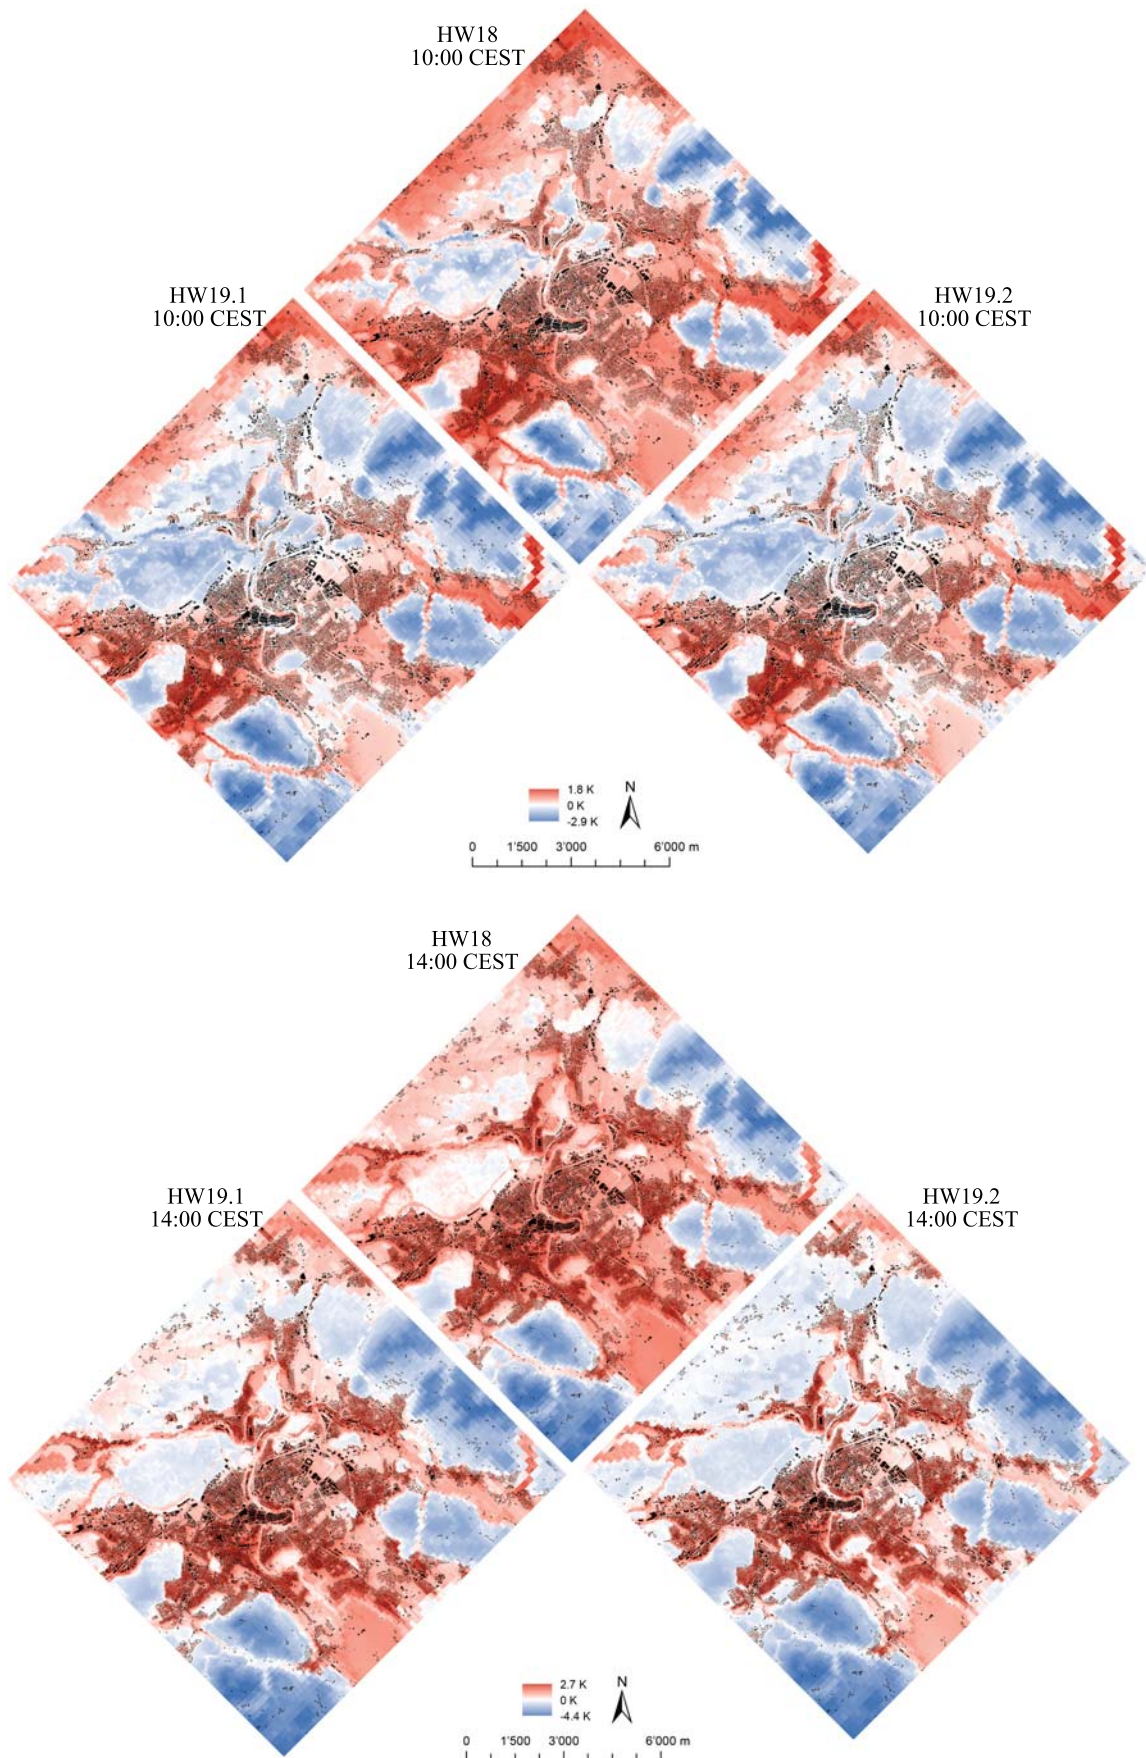 HW18
10:00 CEST
HW19.1
10:00 CEST
HW19.2
10:00 CEST
1.8 K
0 K
-2.9 K
N
0 1'500 3'000 6'000 m
HW18
14:00 CEST
HW19.1
14:00 CEST
HW19.2
14:00 CEST
2.7 K
0 K
-4.4 K
N
0 1'500 3'000 6'000 m